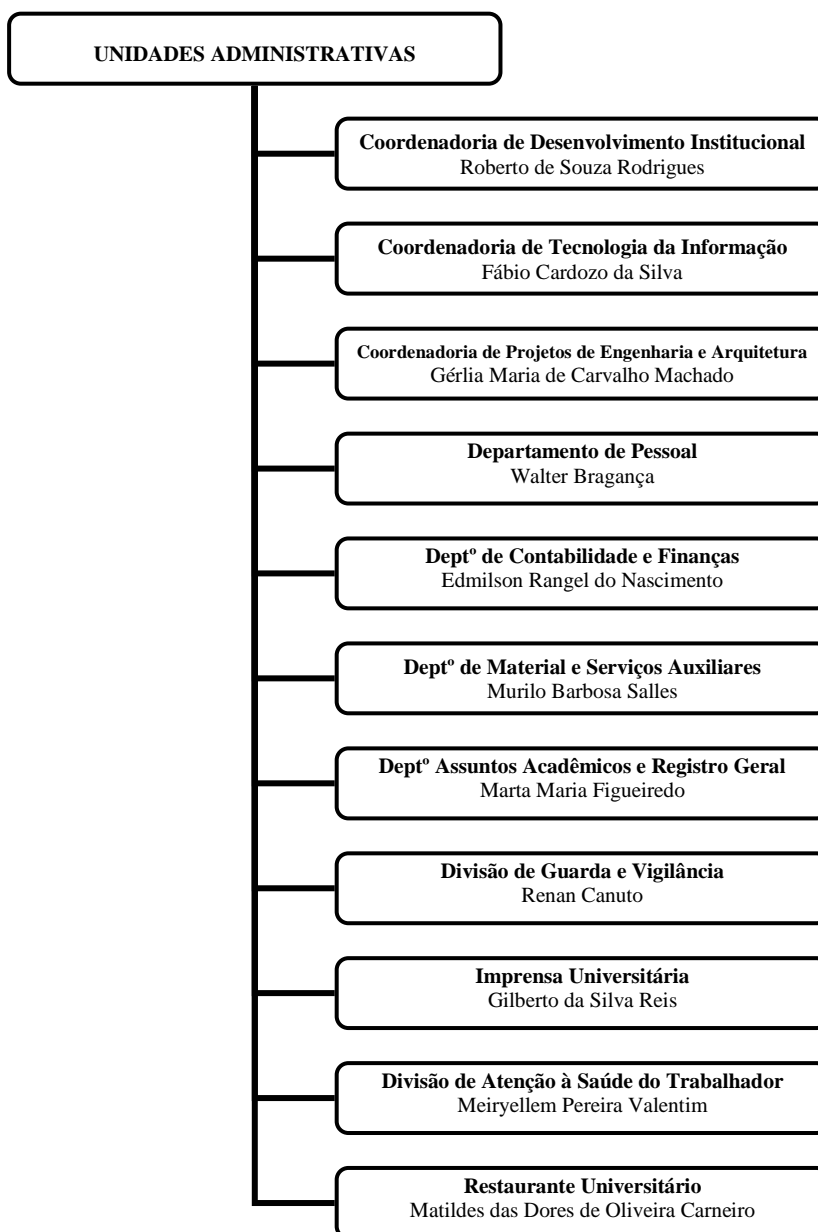 UNIDADES ADMINISTRATIVAS
Coordenadoria de Desenvolvimento Institucional
Roberto de Souza Rodrigues
Coordenadoria de Tecnologia da Informação
Fábio Cardozo da Silva
Coordenadoria de Projetos de Engenharia e Arquitetura
Gérlia Maria de Carvalho Machado
Departamento de Pessoal
Walter Bragança
Deptº de Contabilidade e Finanças
Edmilson Rangel do Nascimento
Deptº de Material e Serviços Auxiliares
Murilo Barbosa Salles
Deptº Assuntos Acadêmicos e Registro Geral
Marta Maria Figueiredo
Divisão de Guarda e Vigilância
Renan Canuto
Imprensa Universitária
Gilberto da Silva Reis
Divisão de Atenção à Saúde do Trabalhador
Meiryellem Pereira Valentim
Restaurante Universitário
Matildes das Dores de Oliveira Carneiro